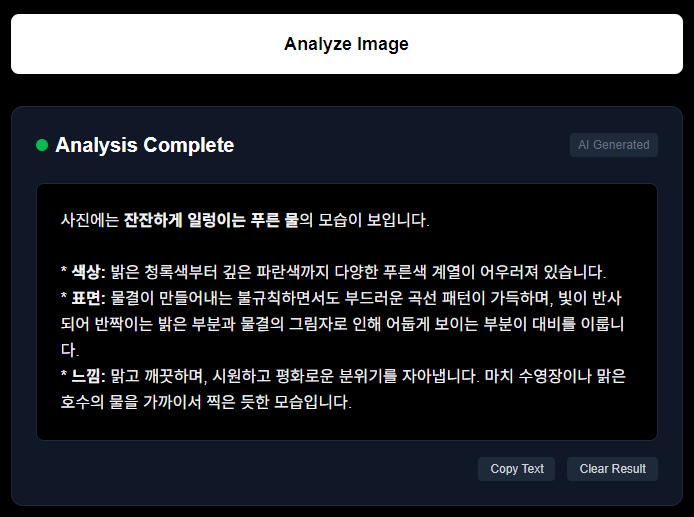 Analyze Image
Analysis Complete
AI Generated
사진에는 잔잔하게 일렁이는 푸른 물의 모습이 보입니다.
* 색상: 밝은 청록색부터 깊은 파란색까지 다양한 푸른색 계열이 어우러져 있습니다.
* 표면: 물결이 만들어내는 불규칙하면서도 부드러운 곡선 패턴이 가득하며, 빛이 반사
되어 반짝이는 밝은 부분과 물결의 그림자로 인해 어둡게 보이는 부분이 대비를 이룹니
다.
* 느낌: 맑고 깨끗하며, 시원하고 평화로운 분위기를 자아냅니다. 마치 수영장이나 맑은
호수의 물을 가까이서 찍은 듯한 모습입니다.
Copy Text
Clear Result